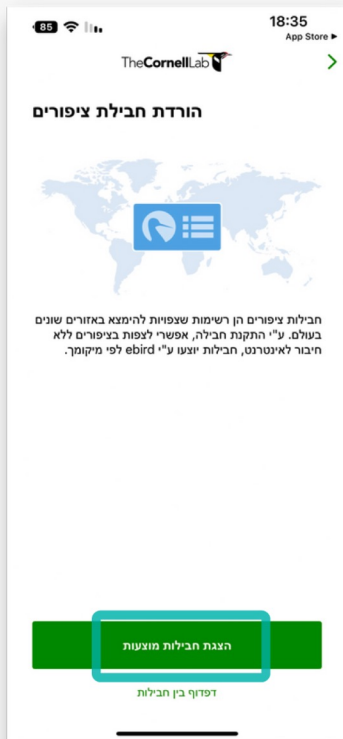 18:35
85
App Store ▶
TheCornellLab
הורדת חבילת ציפורים
חבילות ציפורים הן רשימות שצפויות להימצא באזורים שונים
בעולם. ע"י התקנת חבילה, אפשרי לצפות בציפורים ללא
חיבור לאינטרנט, חבילות יוצעו ע"י ebird לפי מיקומך.
הצגת חבילות מוצעות
דפדוף בין חבילות